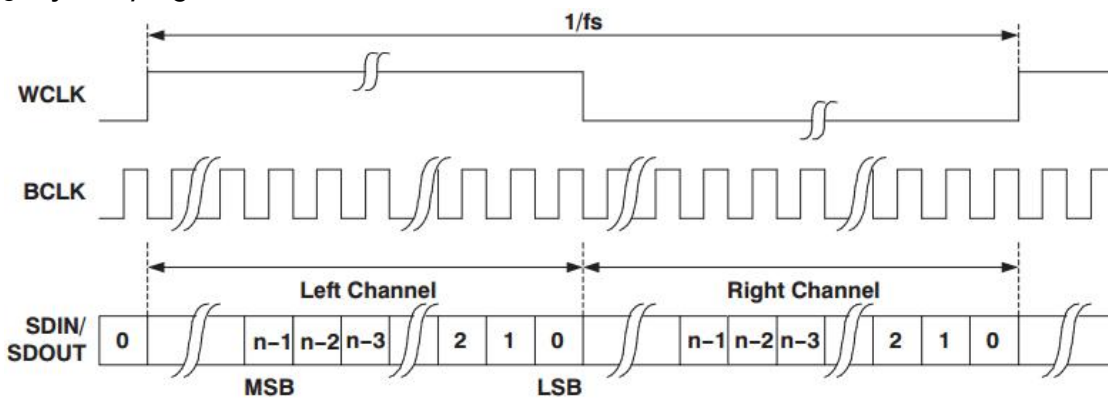 1/fs
WCLK
BCLK
Left Channel
Right Channel
SDIN/
SDOUT
0 n−1 n−2 n−3 2 1 0 n−1 n−2 n−3 2 1 0
MSB LSB